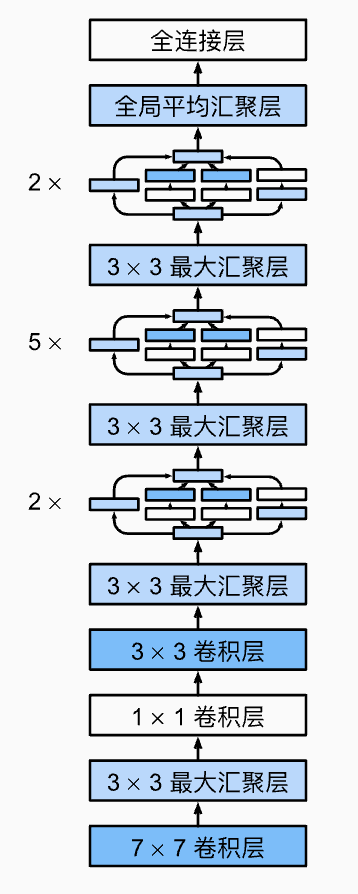 全连接层
全局平均汇聚层
2 ×
3 × 3 最大汇聚层
5 ×
3 × 3 最大汇聚层
2 ×
3 × 3 最大汇聚层
3 × 3 卷积层
1 × 1 卷积层
3 × 3 最大汇聚层
7 × 7 卷积层